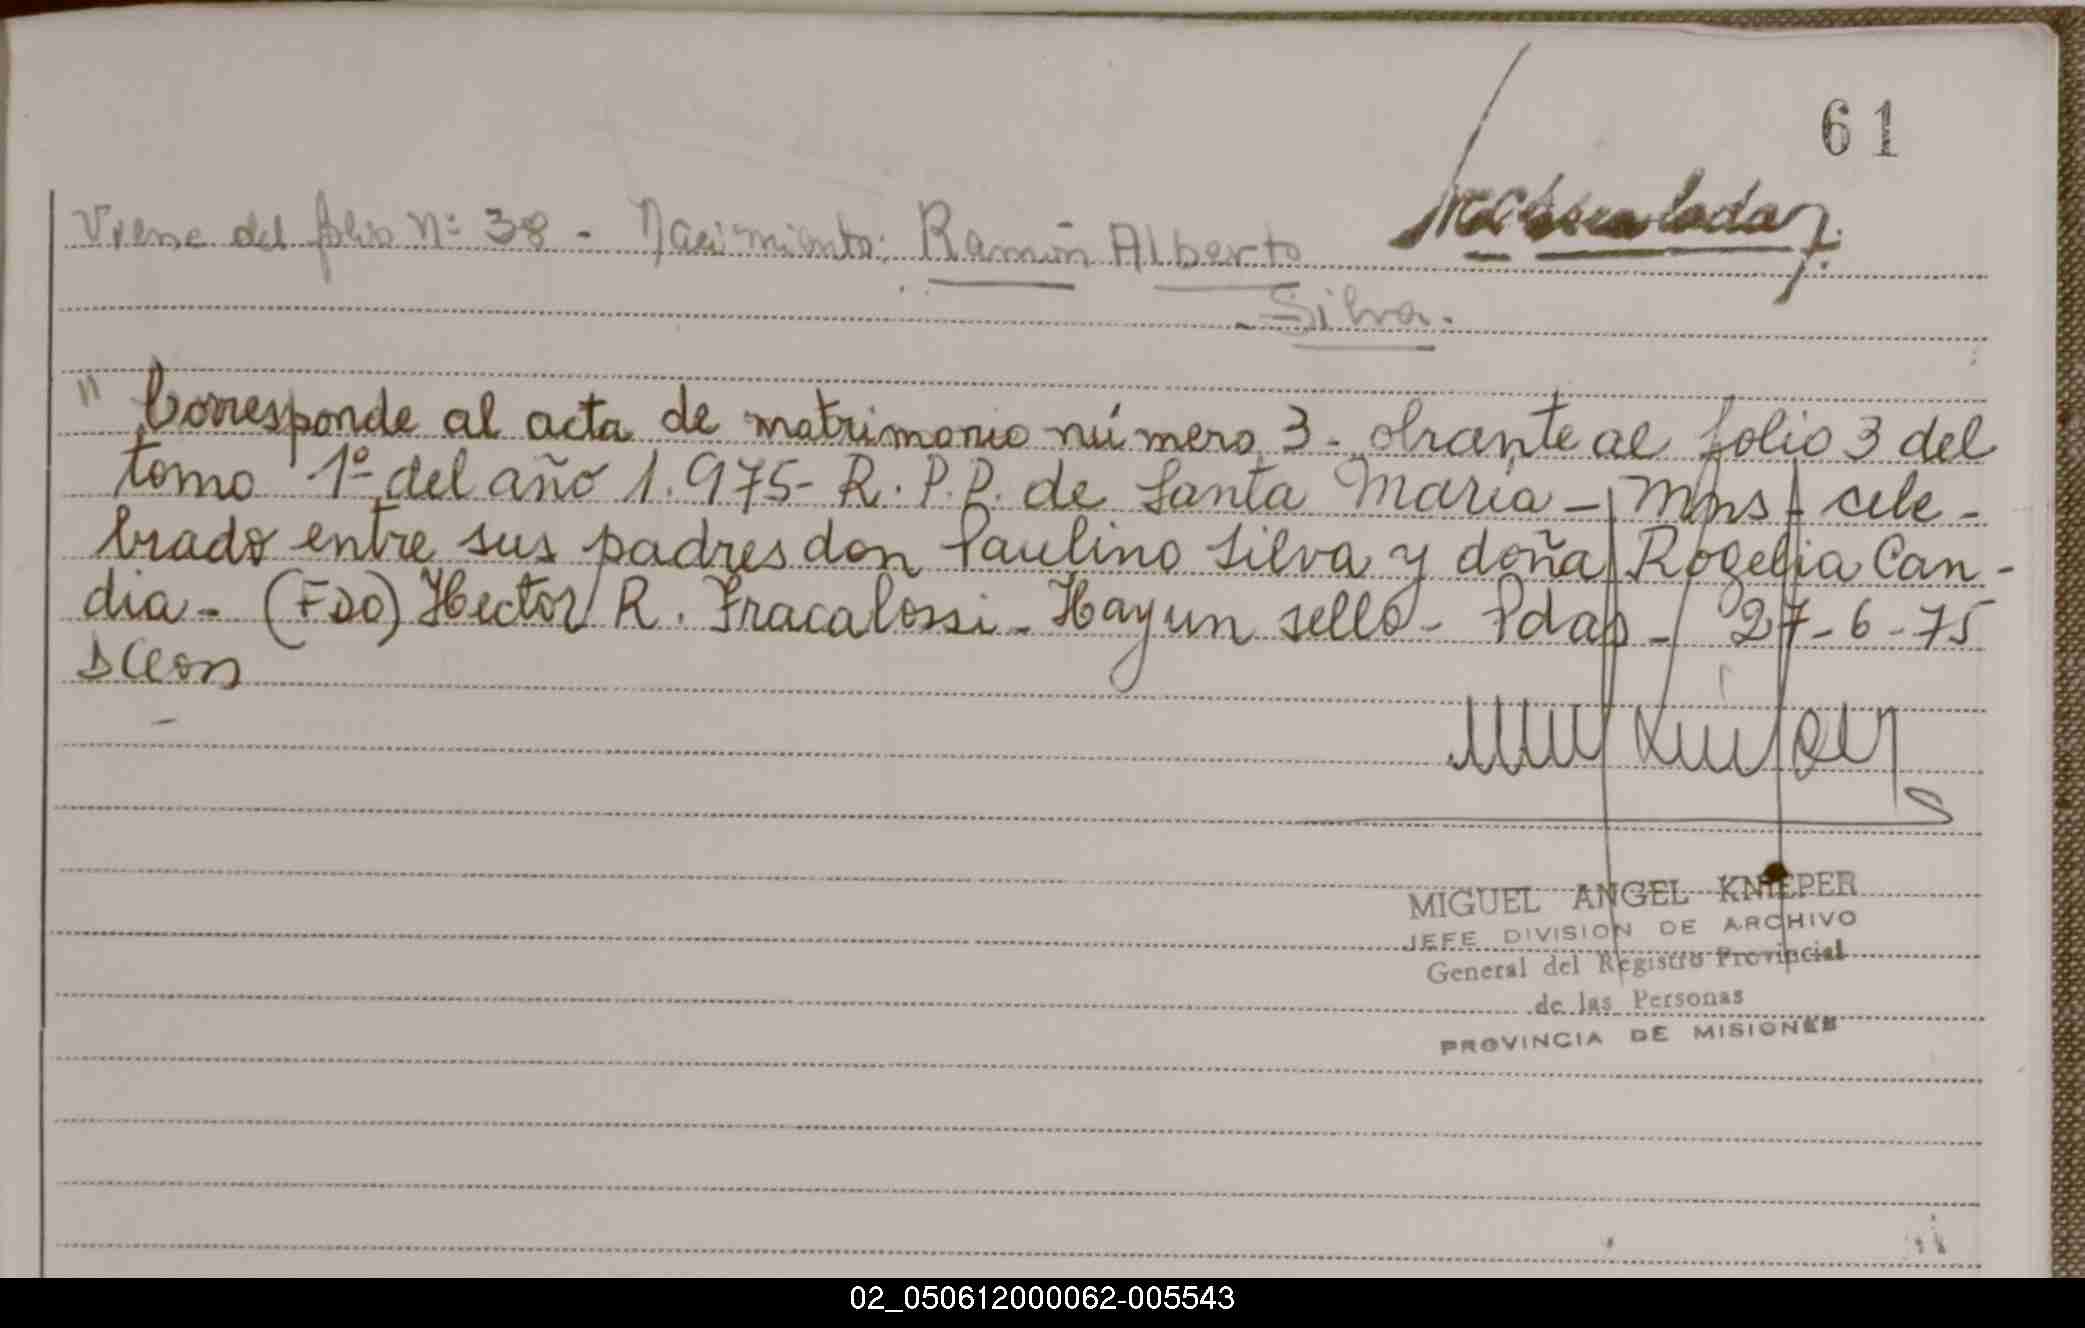 61
Viene del folio Nº 38 - Nacimiento: Ramón Alberto
Silva.
" Corresponde al acta de matrimonio número 3 - obrante al folio 3 del
tomo 1º del año 1.975 - R.P.P. de Santa María - Mnes - cele-
brado entre sus padres don Paulino Silva y doña Rogelia Can-
dia - (FDO) Hector R. Fracalossi - Hay un sello - Pdas - 27-6-75
MIGUEL ANGEL KNIEPER
JEFE DIVISION DE ARCHIVO
General del Registro Provincial
de las Personas
PROVINCIA DE MISIONES
02_050612000062-005543